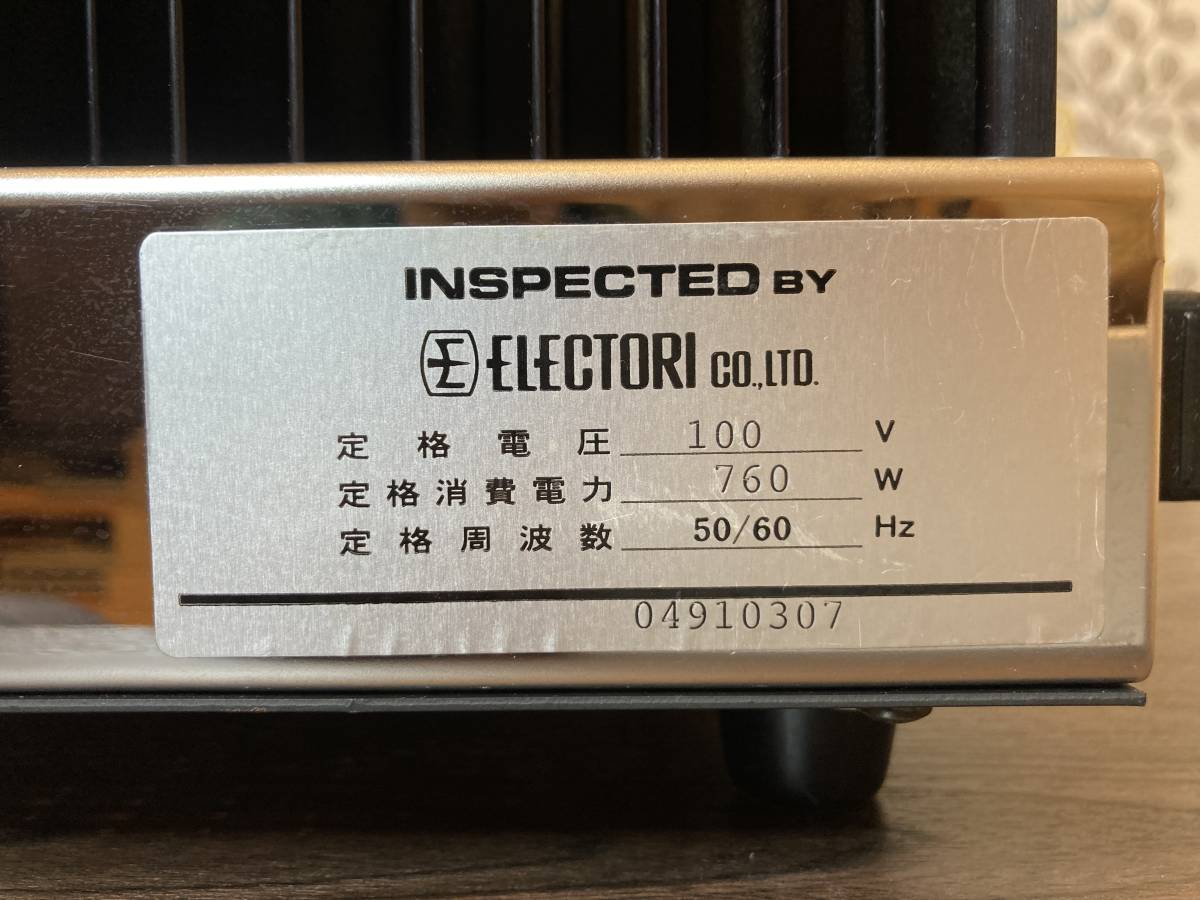 INSPECTED BY
ELECTORI CO.,LTD.
定格電圧 100 V
定格消費電力 760 W
定格周波数 50/60 Hz
04910307